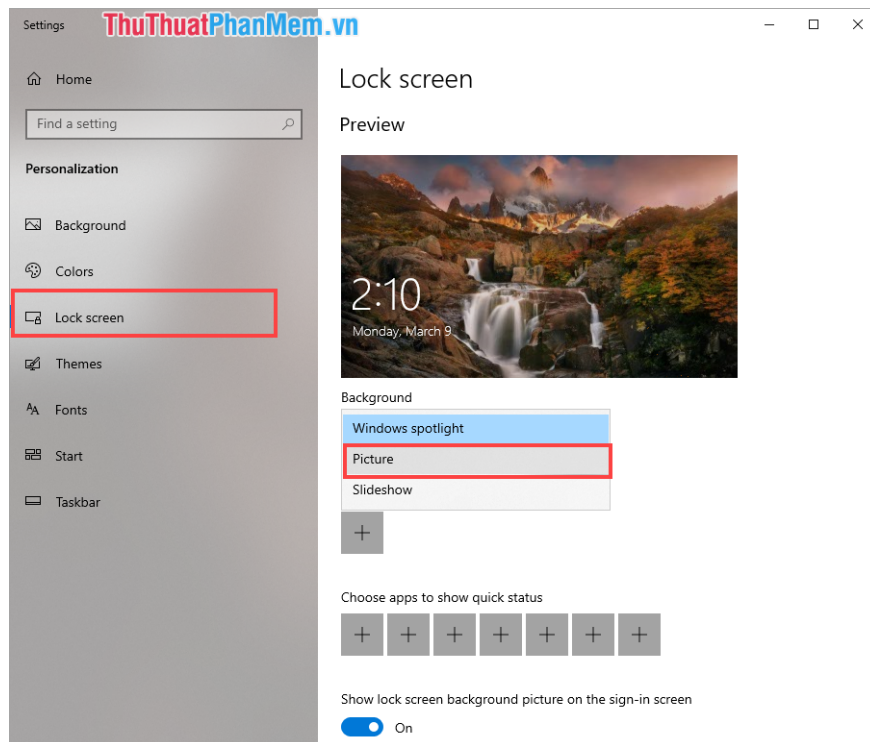 Settings
ThuThuatPhanMem.vn
Home
Find a setting
Personalization
Background
Colors
Lock screen
Themes
Fonts
Start
Taskbar
Lock screen
Preview
2:10
Monday, March 9
Background
Windows spotlight
Picture
Slideshow
Choose apps to show quick status
Show lock screen background picture on the sign-in screen
On